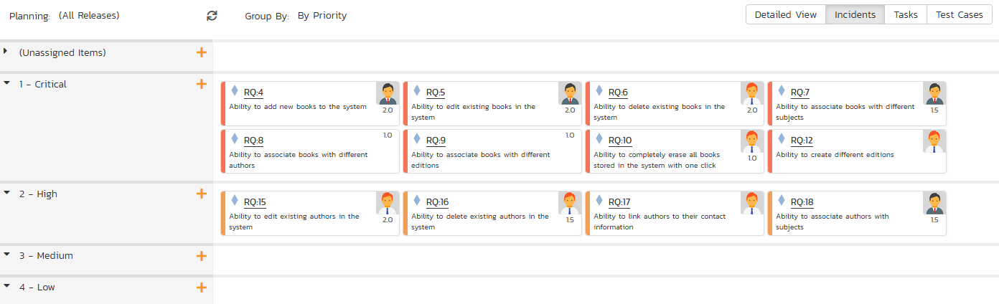 Planning: (All Releases) Group By: By Priority Detailed View Incidents Tasks Test Cases
(Unassigned Items)
1 - Critical
RQ:4
Ability to add new books to the system
2.0
RQ:5
Ability to edit existing books in the
system
2.0
RQ:6
Ability to delete existing books in the
system
2.0
RQ:7
Ability to associate books with different
subjects
1.5
RQ:8
Ability to associate books with different
authors
1.0
RQ:9
Ability to associate books with different
editions
1.0
RQ:10
Ability to completely erase all books
stored in the system with one click
1.0
RQ:12
Ability to create different editions
2 - High
RQ:15
Ability to edit existing authors in the
system
2.0
RQ:16
Ability to delete existing authors in the
system
1.5
RQ:17
Ability to link authors to their contact
information
RQ:18
Ability to associate authors with
subjects
1.5
3 - Medium
4 - Low